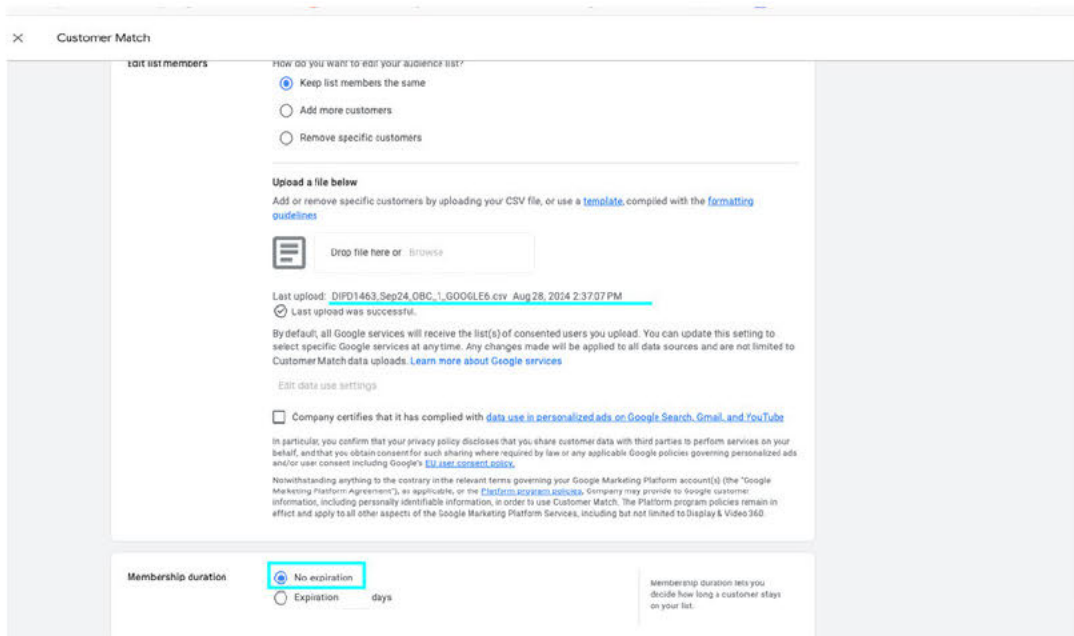 × Customer Match
Edit list members
How do you want to edit your audience list?
Keep list members the same
Add more customers
Remove specific customers
Upload a file below
Add or remove specific customers by uploading your CSV file, or use a template, complied with the formatting
guidelines
Drop file here or Browse
Last upload: DIPD1463_Sep24_OBC_1_GOOGLE6.csv Aug 28, 2024 2:37:07 PM
Last upload was successful.
By default, all Google services will receive the list(s) of consented users you upload. You can update this setting to
select specific Google services at any time. Any changes made will be applied to all data sources and are not limited to
Customer Match data uploads. Learn more about Google services
Edit data use settings
Company certifies that it has complied with data use in personalized ads on Google Search, Gmail, and YouTube
In particular, you confirm that your privacy policy discloses that you share customer data with third parties to perform services on your
behalf, and that you obtain consent for such sharing where required by law or any applicable Google policies governing personalized ads
and/or user consent including Google's EU user consent policy.
Notwithstanding anything to the contrary in the relevant terms governing your Google Marketing Platform account(s) (the "Google
Marketing Platform Agreement"), as applicable, or the Platform program policies, Company may provide to Google customer
information, including personally identifiable information, in order to use Customer Match. The Platform program policies remain in
effect and apply to all other aspects of the Google Marketing Platform Services, including but not limited to Display & Video 360.
Membership duration
No expiration
Expiration days
Membership duration lets you
decide how long a customer stays
on your list.